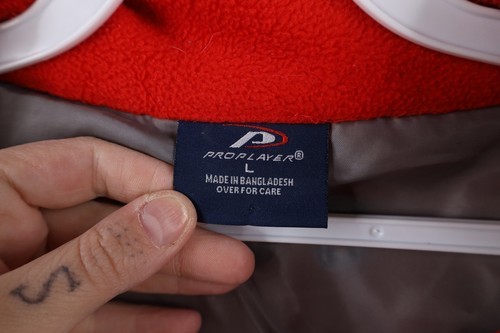 PROPLAYER®
L
MADE IN BANGLADESH
OVER FOR CARE
S